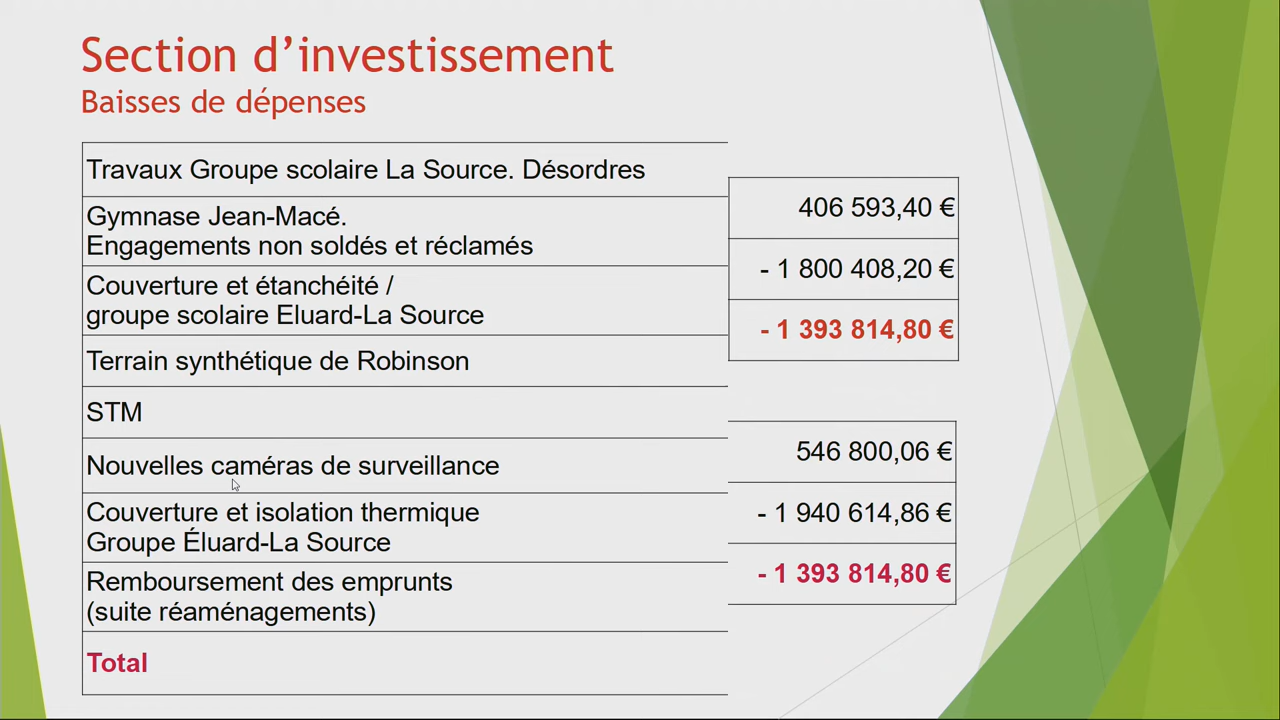 Section d’investissement
Baisses de dépenses
Travaux Groupe scolaire La Source. Désordres
Gymnase Jean-Macé.
Engagements non soldés et réclamés
Couverture et étanchéité /
groupe scolaire Eluard-La Source
Terrain synthétique de Robinson
STM
Nouvelles caméras de surveillance
Couverture et isolation thermique
Groupe Éluard-La Source
Remboursement des emprunts
(suite réaménagements)
Total
406 593,40 €
- 1 800 408,20 €
- 1 393 814,80 €
546 800,06 €
- 1 940 614,86 €
- 1 393 814,80 €